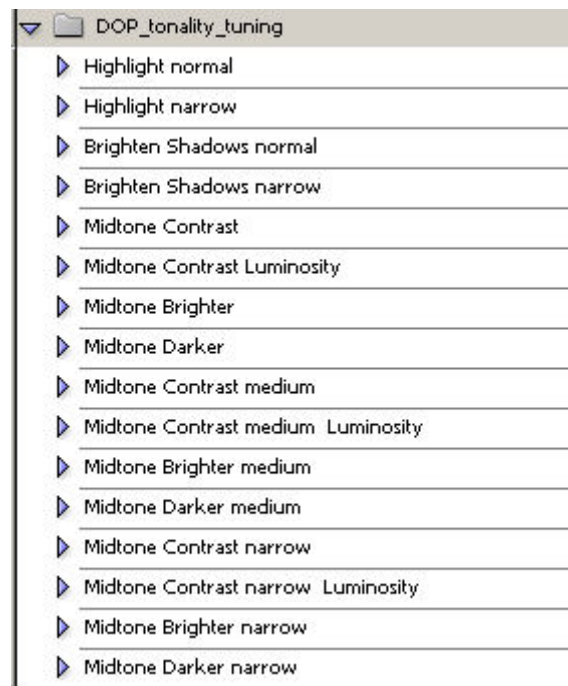 DOP_tonality_tuning
Highlight normal
Highlight narrow
Brighten Shadows normal
Brighten Shadows narrow
Midtone Contrast
Midtone Contrast Luminosity
Midtone Brighter
Midtone Darker
Midtone Contrast medium
Midtone Contrast medium  Luminosity
Midtone Brighter medium
Midtone Darker medium
Midtone Contrast narrow
Midtone Contrast narrow  Luminosity
Midtone Brighter narrow
Midtone Darker narrow